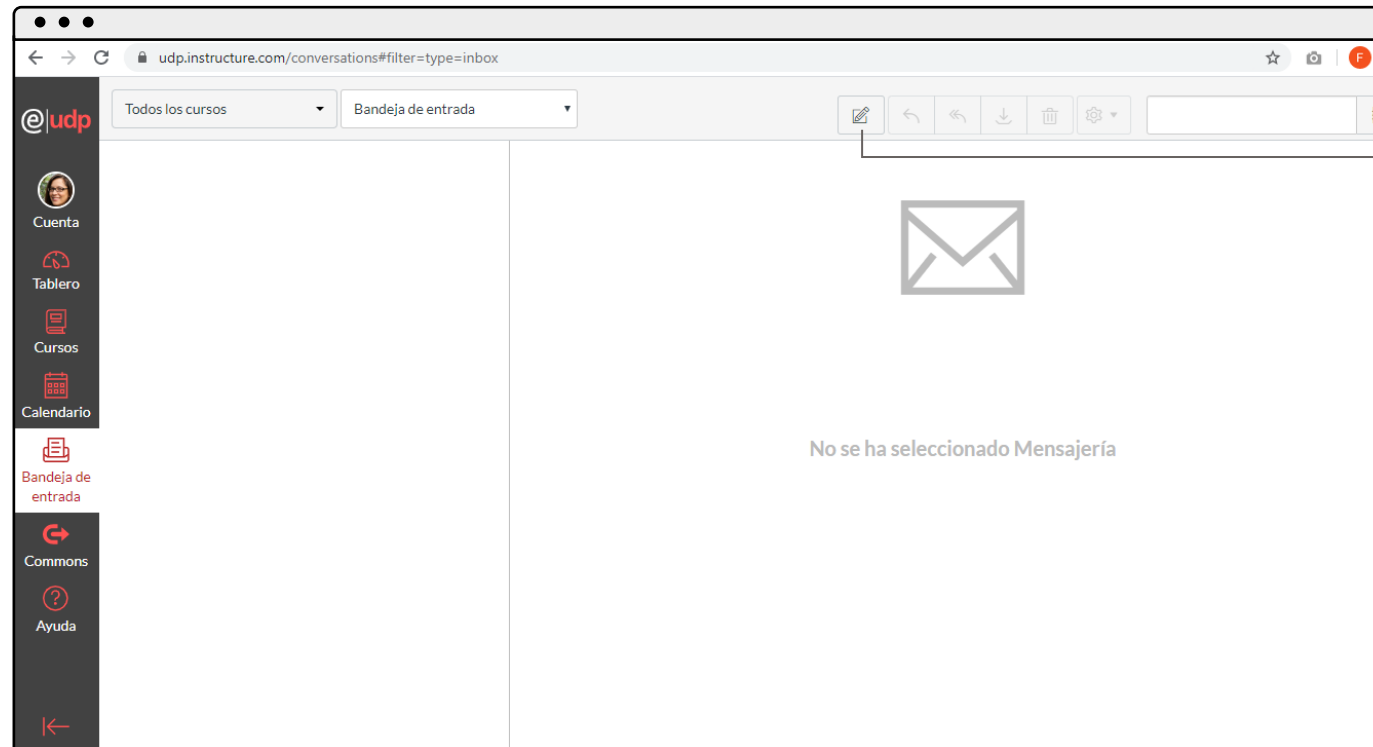 udp.instructure.com/conversations#filter=type=inbox
F
@|udp
Todos los cursos
Bandeja de entrada
Cuenta
Tablero
Cursos
Calendario
Bandeja de
entrada
Commons
Ayuda
No se ha seleccionado Mensajería